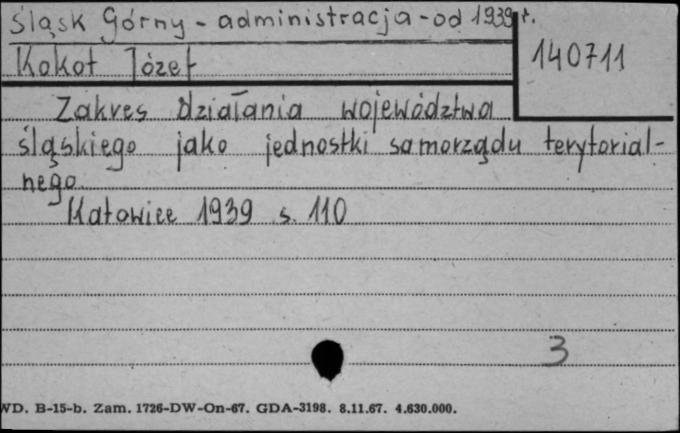 Śląsk Górny - administracja - od 1939 r.
Kokot Józef
140711
Zakres działania województwa
śląskiego jako jednostki samorządu terytorial-
nego.
Katowice 1939 s. 110
3
WD. B-15-b. Zam. 1726-DW-On-67. GDA-3198. 8.11.67. 4.630.000.